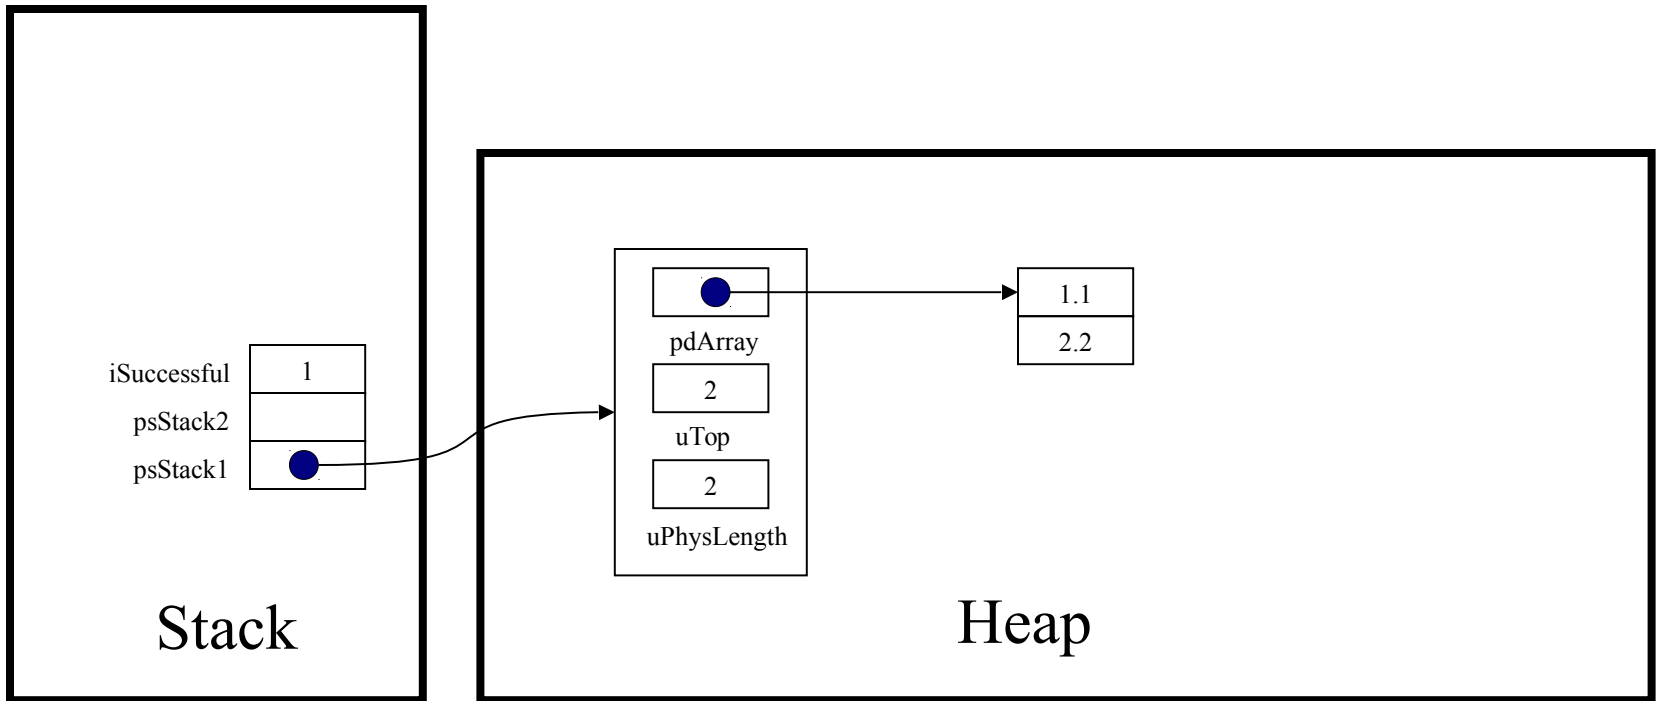 iSuccessful 1
psStack2
psStack1
Stack
pdArray
2
uTop
2
uPhysLength
1.1
2.2
Heap